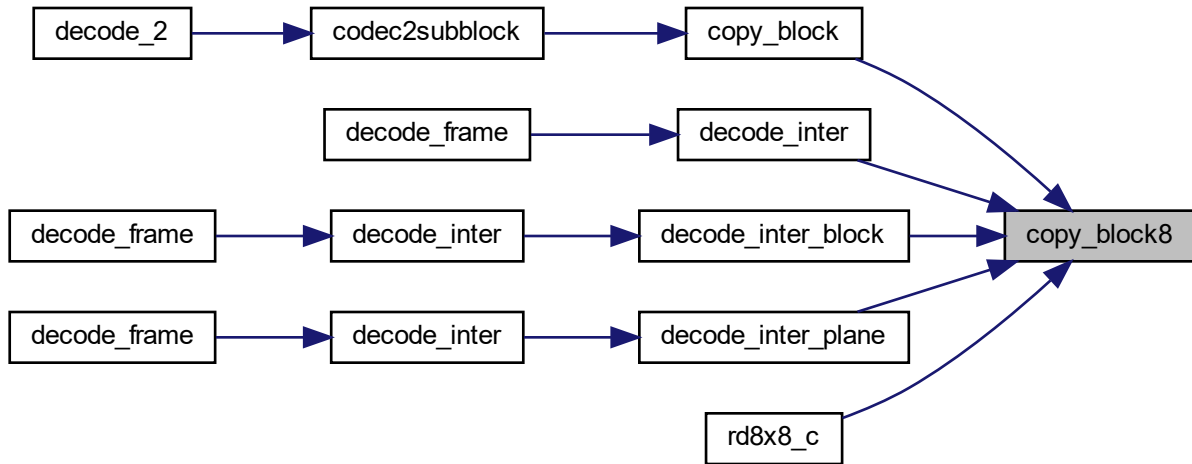 decode_2
codec2subblock
copy_block
decode_frame
decode_inter
decode_frame
decode_inter
decode_inter_block
copy_block8
decode_frame
decode_inter
decode_inter_plane
rd8x8_c